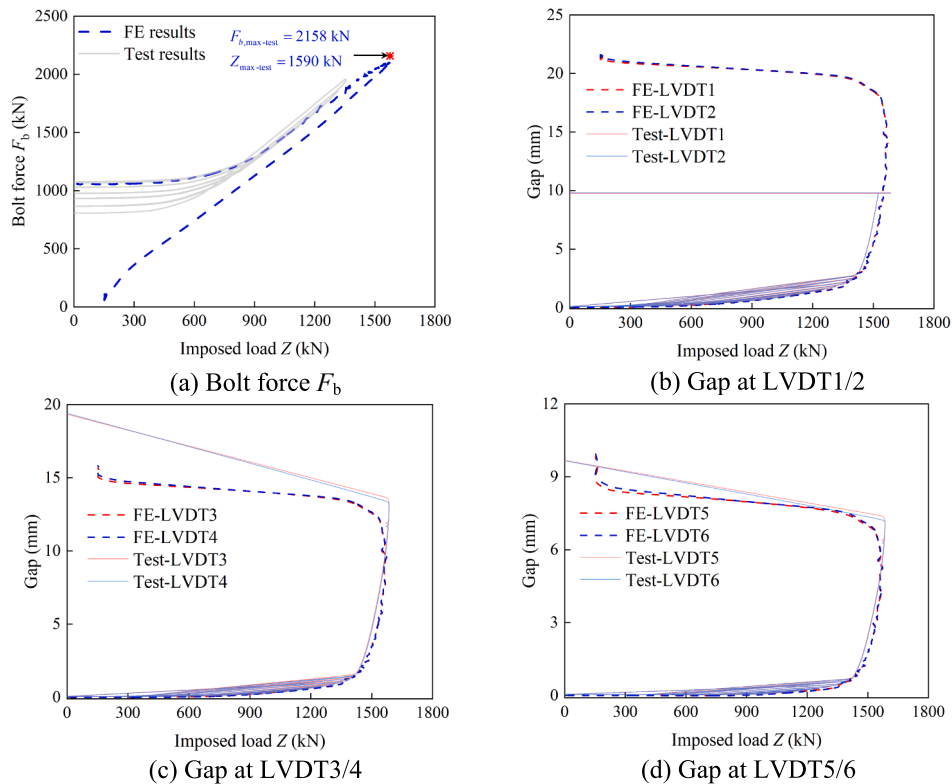 2500
2000
1500
1000
500
0
0 300 600 900 1200 1500 1800
Bolt force Fb (kN)
FE results
Test results
Fb,max-test = 2158 kN
Zmax-test = 1590 kN
Imposed load Z (kN)
(a) Bolt force Fb
25
20
15
10
5
0
0 300 600 900 1200 1500 1800
Gap (mm)
FE-LVDT1
FE-LVDT2
Test-LVDT1
Test-LVDT2
Imposed load Z (kN)
(b) Gap at LVDT1/2
20
15
10
5
0
0 300 600 900 1200 1500 1800
Gap (mm)
FE-LVDT3
FE-LVDT4
Test-LVDT3
Test-LVDT4
Imposed load Z (kN)
(c) Gap at LVDT3/4
12
9
6
3
0
0 300 600 900 1200 1500 1800
Gap (mm)
FE-LVDT5
FE-LVDT6
Test-LVDT5
Test-LVDT6
Imposed load Z (kN)
(d) Gap at LVDT5/6